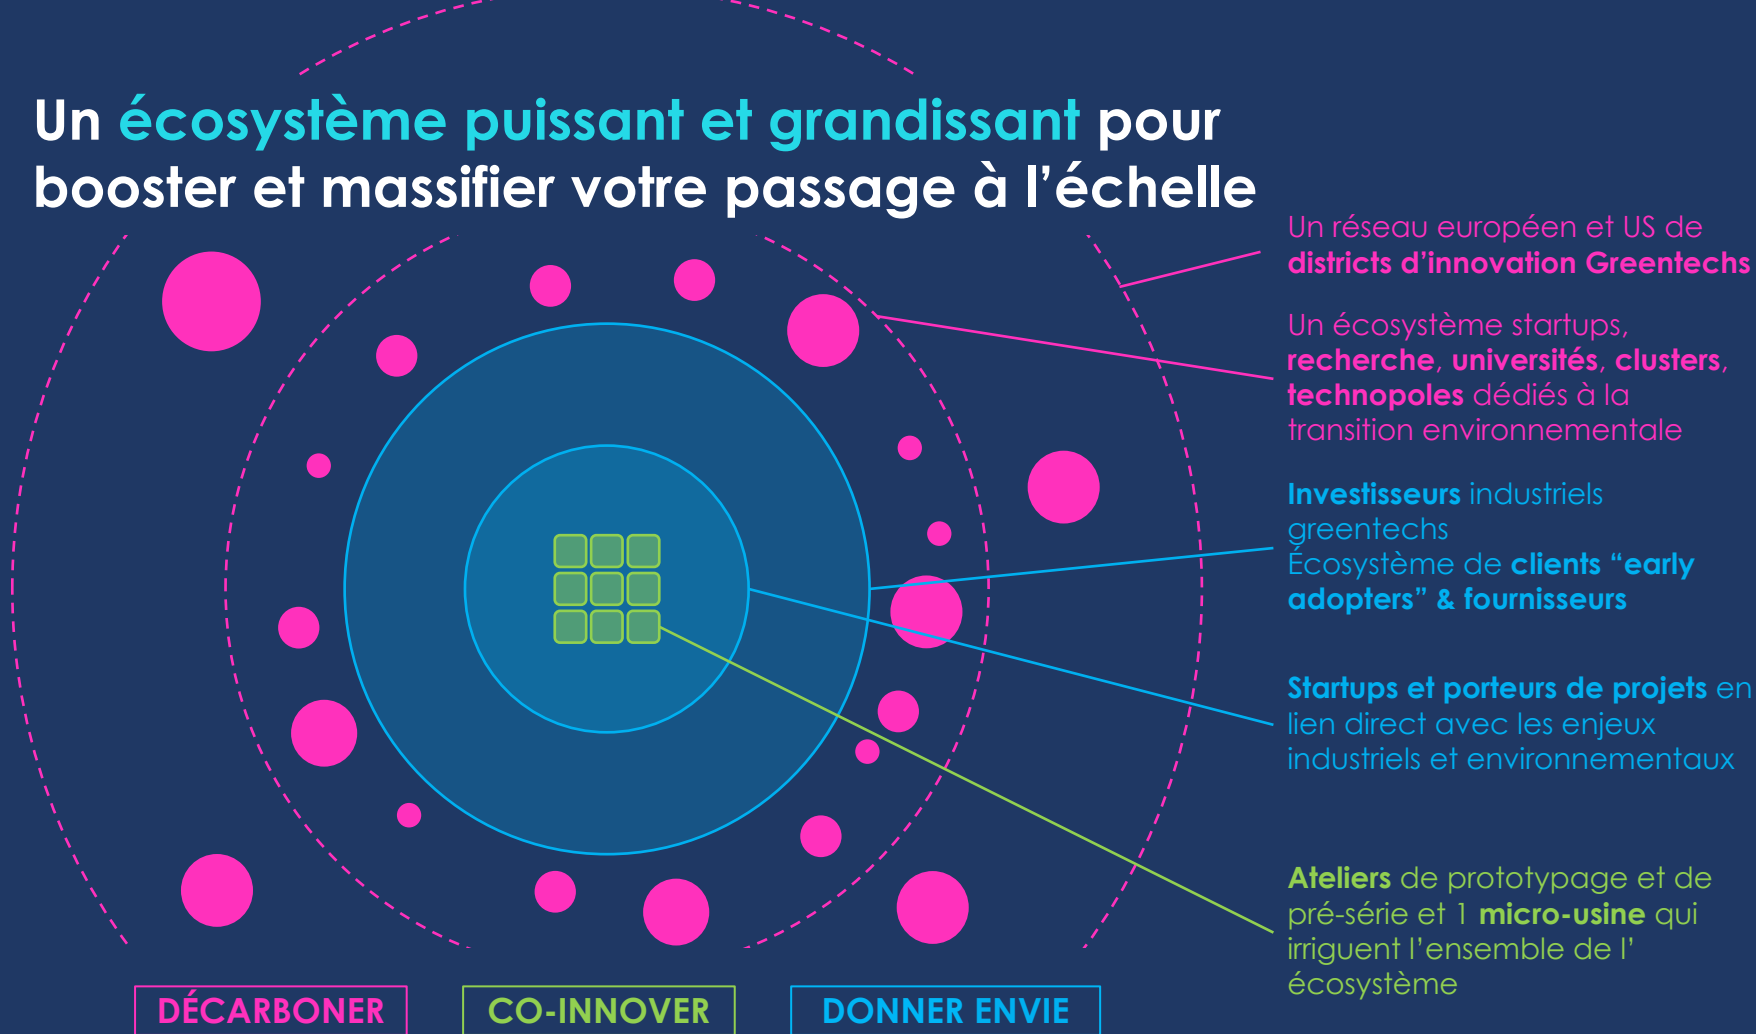 Un écosystème puissant et grandissant pour
booster et massifier votre passage à l’échelle
Un réseau européen et US de
districts d’innovation Greentechs
Un écosystème startups,
recherche, universités, clusters,
technopoles dédiés à la
transition environnementale
Investisseurs industriels
greentechs
Écosystème de clients “early
adopters” & fournisseurs
Startups et porteurs de projets en
lien direct avec les enjeux
industriels et environnementaux
Ateliers de prototypage et de
pré-série et 1 micro-usine qui
irriguent l’ensemble de l’
écosystème
DÉCARBONER
CO-INNOVER
DONNER ENVIE